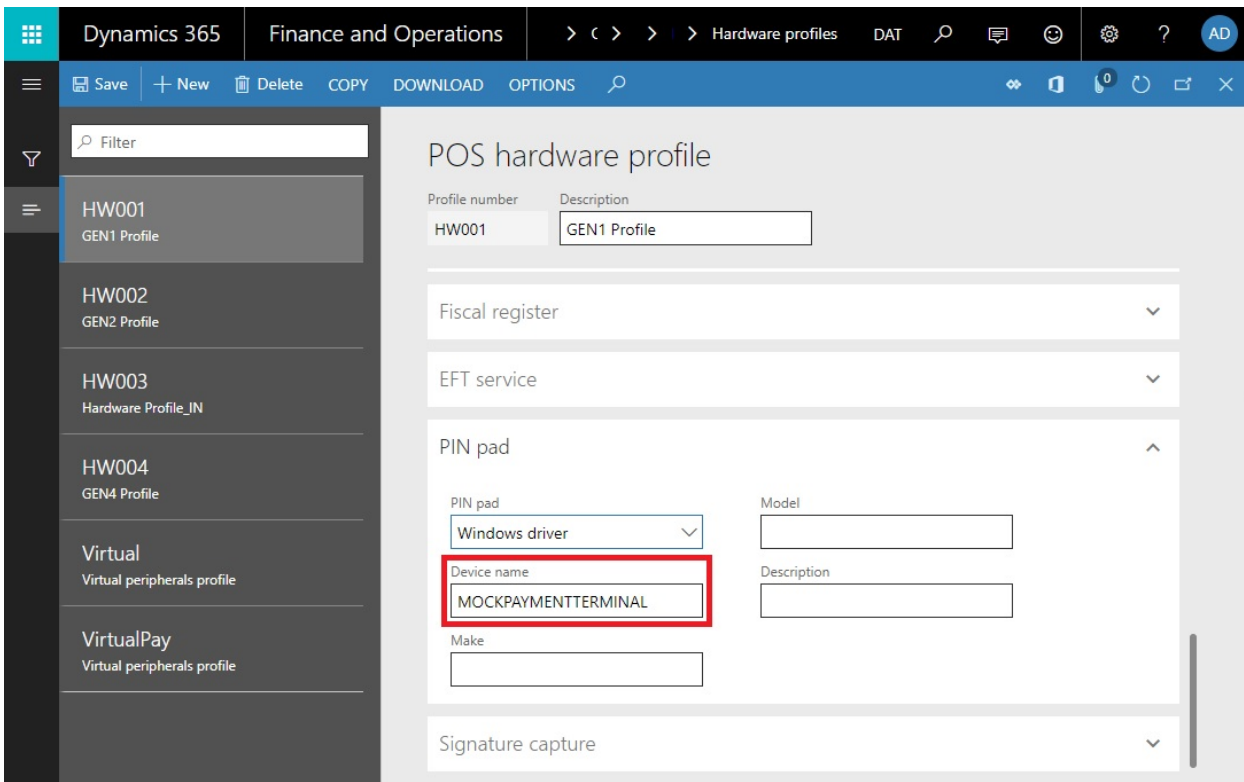 Dynamics 365 Finance and Operations > > > > Hardware profiles DAT ? AD
Save + New Delete COPY DOWNLOAD OPTIONS 0
Filter
HW001
GEN1 Profile
HW002
GEN2 Profile
HW003
Hardware Profile_IN
HW004
GEN4 Profile
Virtual
Virtual peripherals profile
VirtualPay
Virtual peripherals profile
POS hardware profile
Profile number Description
HW001 GEN1 Profile
Fiscal register
EFT service
PIN pad
PIN pad Model
Windows driver
Device name Description
MOCKPAYMENTTERMINAL
Make
Signature capture